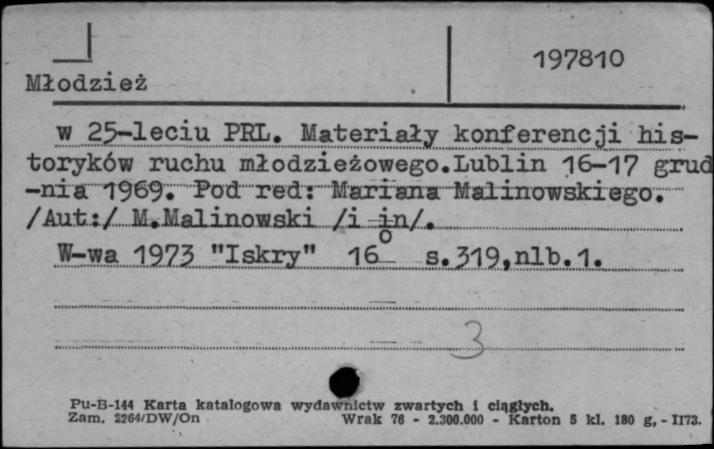 197810
Młodzież
w 25-leciu PRL. Materiały konferencji his-
toryków ruchu młodzieżowego.Lublin 16-17 grud
-nia 1969. Pod red: Mariana Malinowskiego.
/Aut:/ M.Malinowski /i in/.
W-wa 1973 "Iskry" 16° s.319,nlb.1.
3
Pu-B-144 Karta katalogowa wydawnictw zwartych i ciągłych.
Zam. 2264/DW/On Wrak 76 - 2.300.000 - Karton 5 kl. 180 g, - II73.